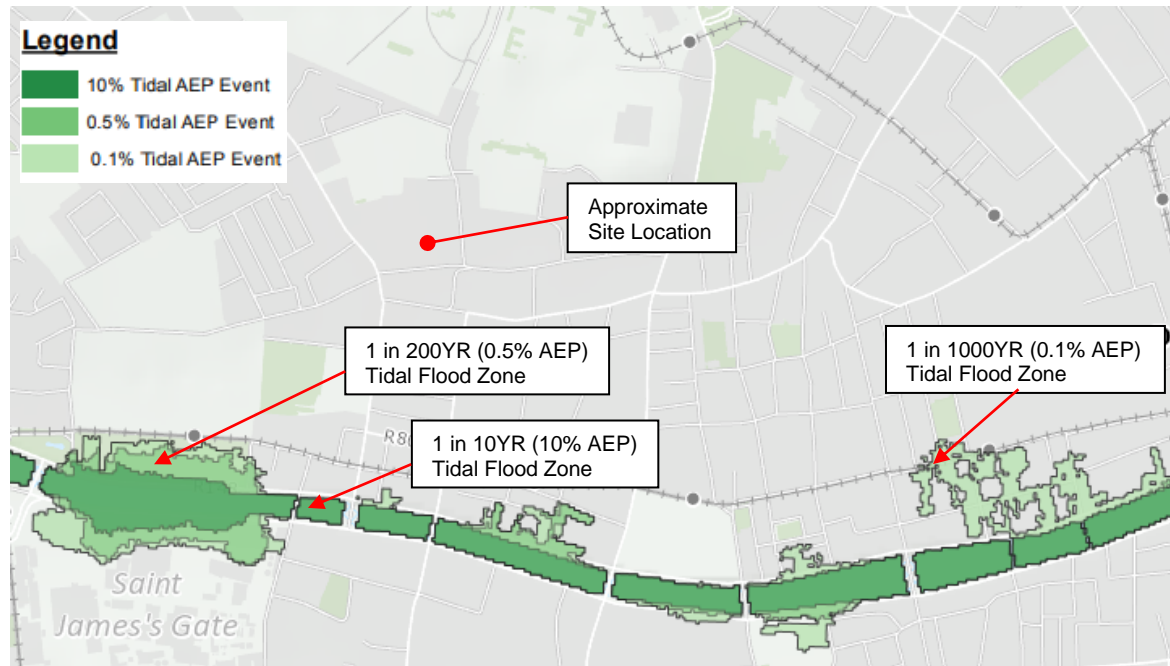 Legend
10% Tidal AEP Event
0.5% Tidal AEP Event
0.1% Tidal AEP Event
Approximate
Site Location
1 in 200YR (0.5% AEP)
Tidal Flood Zone
1 in 1000YR (0.1% AEP)
Tidal Flood Zone
1 in 10YR (10% AEP)
Tidal Flood Zone
Saint
James's Gate